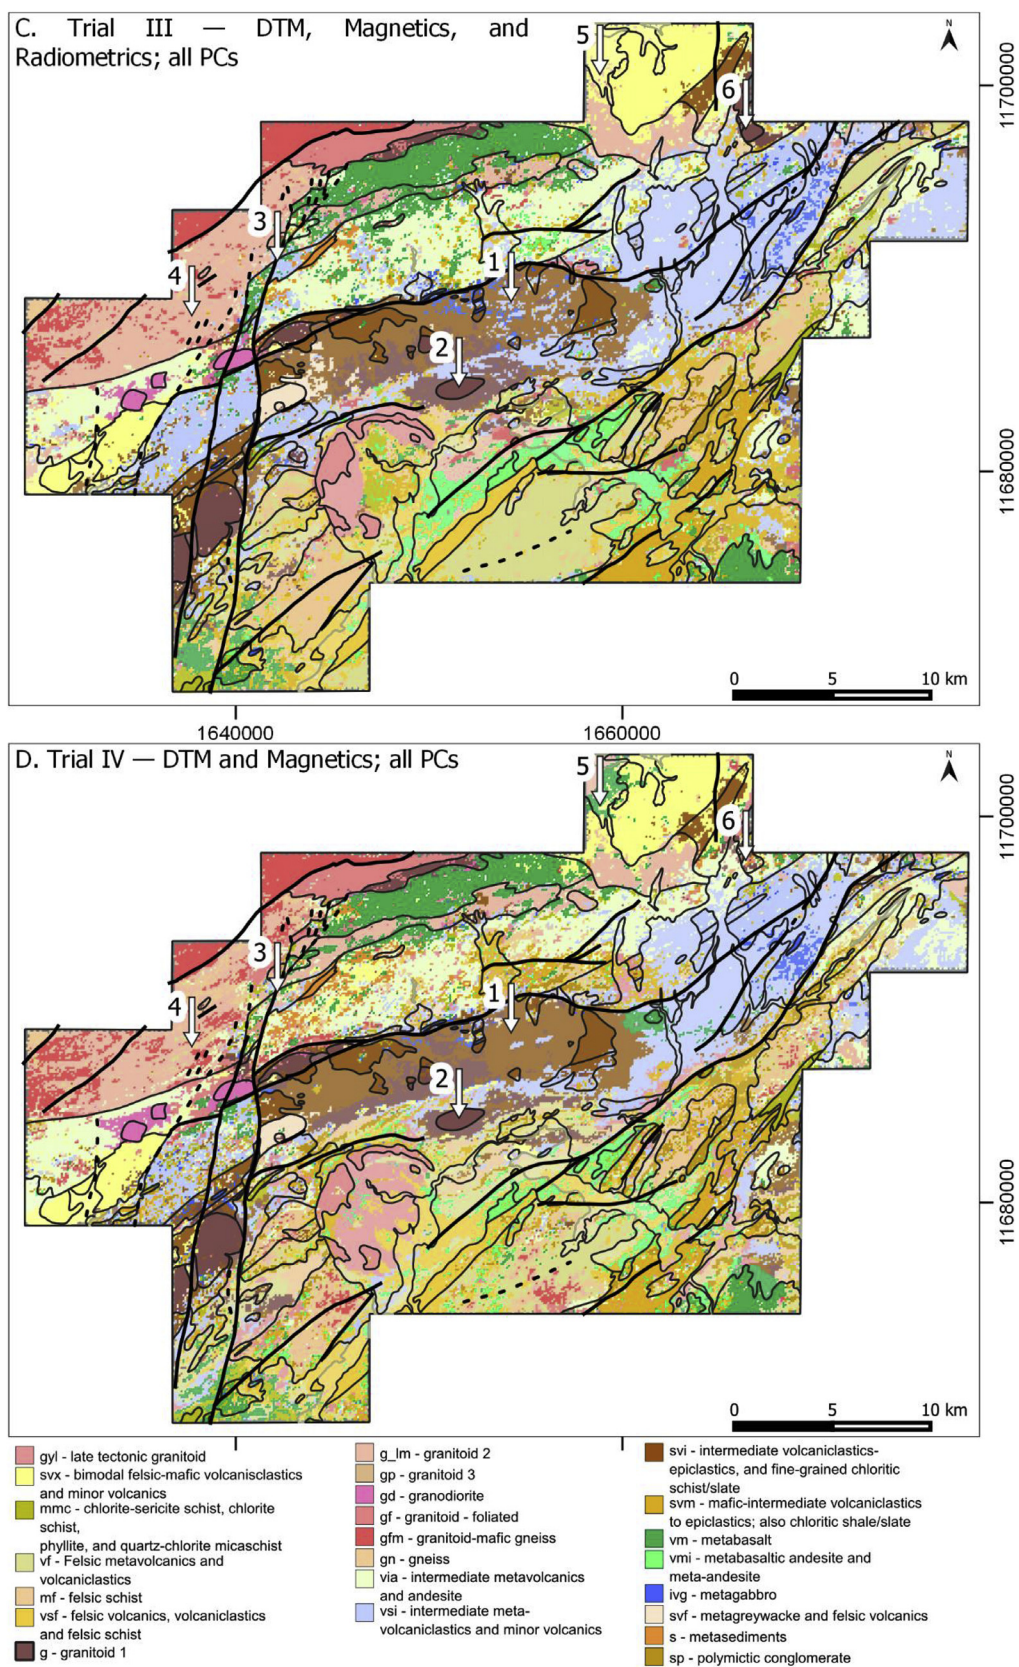 C. Trial III — DTM, Magnetics, and
Radiometrics; all PCs
5
N
6
11700000
3
4
1
2
11680000
0 5 10 km
1640000 1660000
D. Trial IV — DTM and Magnetics; all PCs
5
N
6
11700000
3
4
1
2
11680000
0 5 10 km
gyl - late tectonic granitoid
svx - bimodal felsic-mafic volcanisclastics
and minor volcanics
mmc - chlorite-sericite schist, chlorite
schist,
phyllite, and quartz-chlorite micaschist
vf - Felsic metavolcanics and
volcaniclastics
mf - felsic schist
vsf - felsic volcanics, volcaniclastics
and felsic schist
g - granitoid 1
g_lm - granitoid 2
gp - granitoid 3
gd - granodiorite
gf - granitoid - foliated
gfm - granitoid-mafic gneiss
gn - gneiss
via - intermediate metavolcanics
and andesite
vsi - intermediate meta-
volcaniclastics and minor volcanics
svi - intermediate volcaniclastics-
epiclastics, and fine-grained chloritic
schist/slate
svm - mafic-intermediate volcaniclastics
to epiclastics; also chloritic shale/slate
vm - metabasalt
vmi - metabasaltic andesite and
meta-andesite
ivg - metagabbro
svf - metagreywacke and felsic volcanics
s - metasediments
sp - polymictic conglomerate